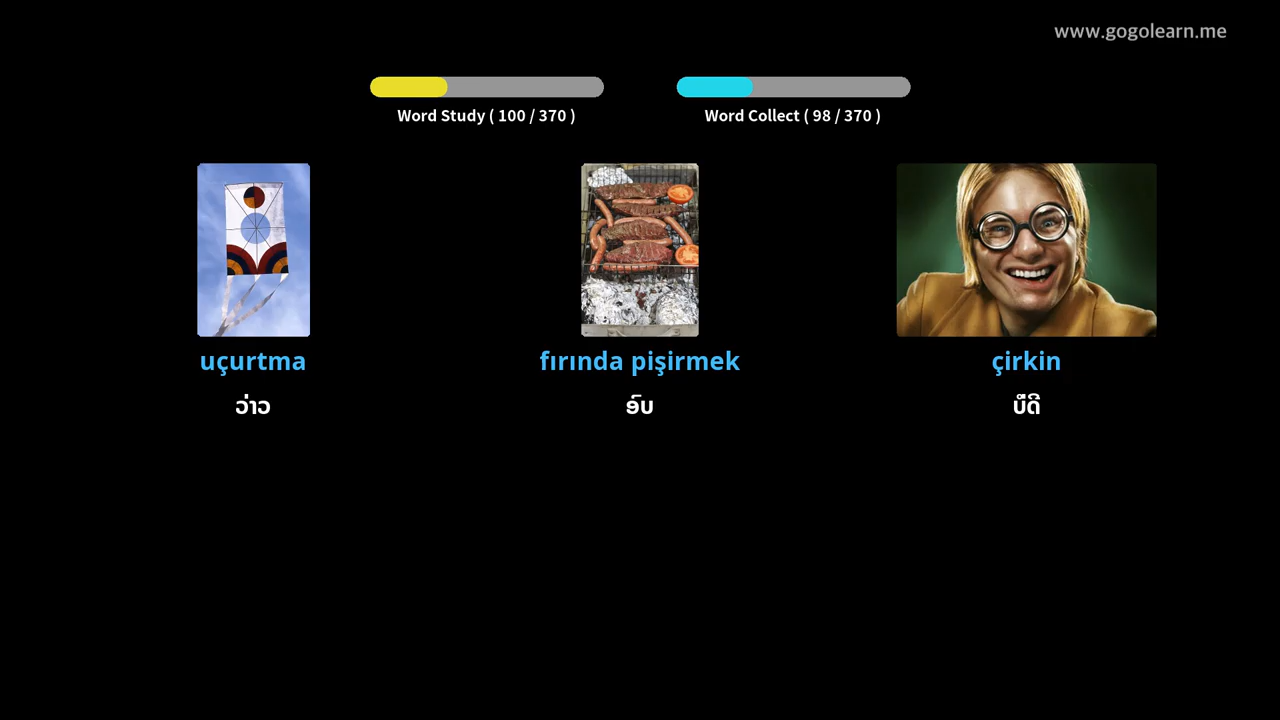 www.gogolearn.me
Word Study ( 100 / 370 )
Word Collect ( 98 / 370 )
uçurtma
fırında pişirmek
çirkin
ວ່າວ
ອົບ
ບໍ່ດີ